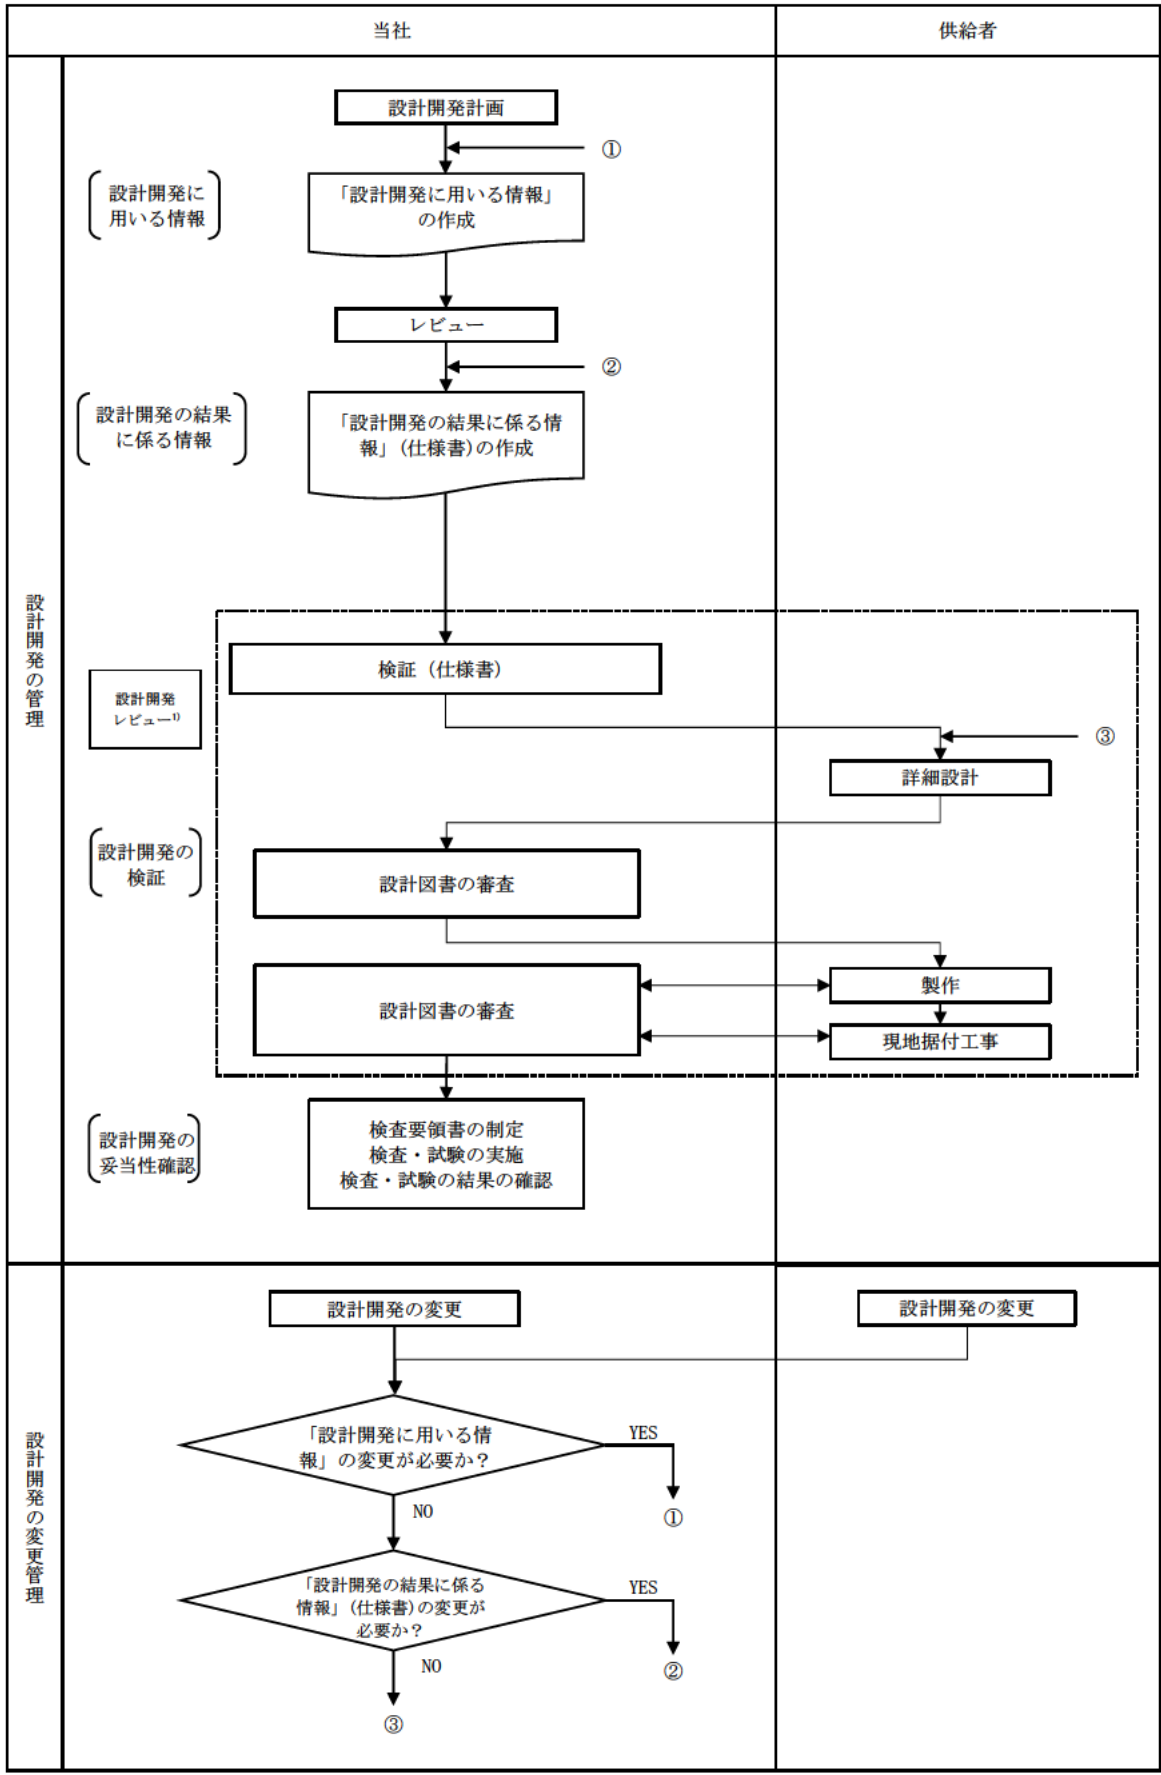 当社
供給者
設計開発の管理
設計開発計画
①
設計開発に
用いる情報
「設計開発に用いる情報」
の作成
レビュー
②
設計開発の結果
に係る情報
「設計開発の結果に係る情
報」(仕様書)の作成
検証（仕様書）
設計開発
レビュー¹⁾
③
詳細設計
設計開発の
検証
設計図書の審査
設計図書の審査
製作
現地据付工事
設計開発の
妥当性確認
検査要領書の制定
検査・試験の実施
検査・試験の結果の確認
設計開発の変更管理
設計開発の変更
設計開発の変更
「設計開発に用いる情
報」の変更が必要か？
YES
①
NO
「設計開発の結果に係る
情報」(仕様書)の変更が
必要か？
YES
②
NO
③